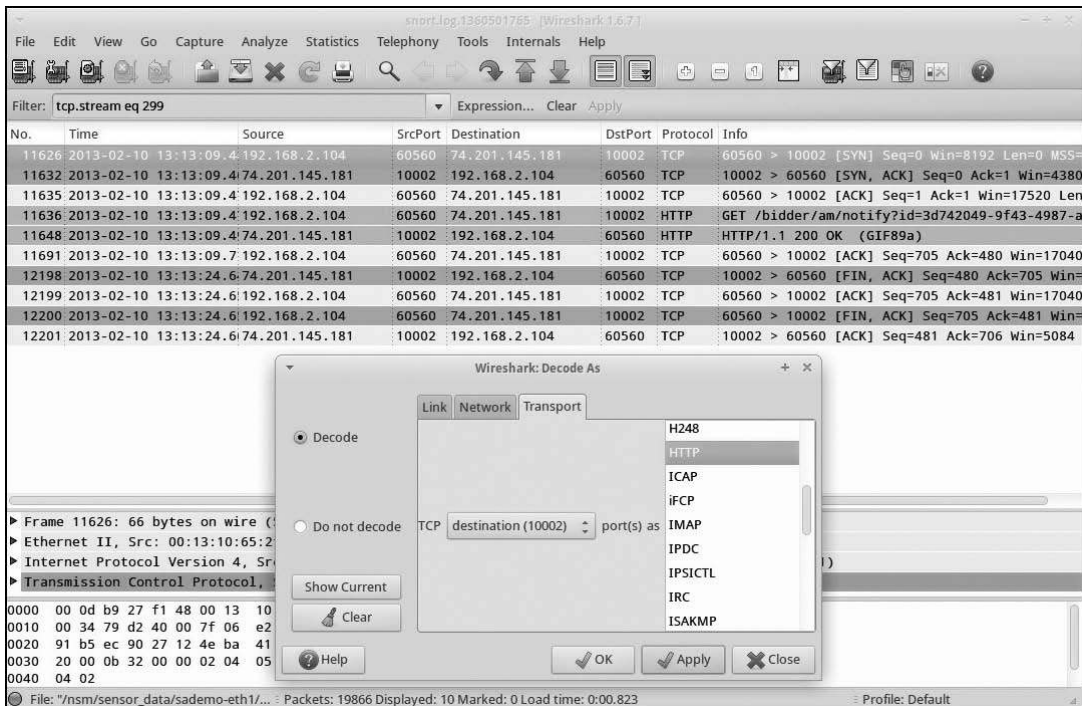 snort.log.1360501765 [Wireshark 1.6.7]
File Edit View Go Capture Analyze Statistics Telephony Tools Internals Help
Filter: tcp.stream eq 299 Expression... Clear Apply
No. Time Source SrcPort Destination DstPort Protocol Info
11626 2013-02-10 13:13:09.4 192.168.2.104 60560 74.201.145.181 10002 TCP 60560 > 10002 [SYN] Seq=0 Win=8192 Len=0 MSS=
11632 2013-02-10 13:13:09.4 74.201.145.181 10002 192.168.2.104 60560 TCP 10002 > 60560 [SYN, ACK] Seq=0 Ack=1 Win=4380
11635 2013-02-10 13:13:09.4 192.168.2.104 60560 74.201.145.181 10002 TCP 60560 > 10002 [ACK] Seq=1 Ack=1 Win=17520 Len
11636 2013-02-10 13:13:09.4 192.168.2.104 60560 74.201.145.181 10002 HTTP GET /bidder/am/notify?id=3d742049-9f43-4987-a
11648 2013-02-10 13:13:09.4 74.201.145.181 10002 192.168.2.104 60560 HTTP HTTP/1.1 200 OK (GIF89a)
11691 2013-02-10 13:13:09.7 192.168.2.104 60560 74.201.145.181 10002 TCP 60560 > 10002 [ACK] Seq=705 Ack=480 Win=17040
12198 2013-02-10 13:13:24.6 74.201.145.181 10002 192.168.2.104 60560 TCP 10002 > 60560 [FIN, ACK] Seq=480 Ack=705 Win=
12199 2013-02-10 13:13:24.6 192.168.2.104 60560 74.201.145.181 10002 TCP 60560 > 10002 [ACK] Seq=705 Ack=481 Win=17040
12200 2013-02-10 13:13:24.6 192.168.2.104 60560 74.201.145.181 10002 TCP 60560 > 10002 [FIN, ACK] Seq=705 Ack=481 Win=
12201 2013-02-10 13:13:24.6 74.201.145.181 10002 192.168.2.104 60560 TCP 10002 > 60560 [ACK] Seq=481 Ack=706 Win=5084
Wireshark: Decode As
Link Network Transport
Decode
Do not decode
Show Current
Clear
TCP destination (10002) port(s) as
H248
HTTP
ICAP
iFCP
IMAP
IPDC
IPSICTL
IRC
ISAKMP
Help OK Apply Close
Frame 11626: 66 bytes on wire (
Ethernet II, Src: 00:13:10:65:2
Internet Protocol Version 4, Sr
Transmission Control Protocol,
0000 00 0d b9 27 f1 48 00 13 10
0010 00 34 79 d2 40 00 7f 06 e2
0020 91 b5 ec 90 27 12 4e ba 41
0030 20 00 0b 32 00 00 02 04 05
0040 04 02
File: "/nsm/sensor_data/sademo-eth1/... Packets: 19866 Displayed: 10 Marked: 0 Load time: 0:00.823 Profile: Default